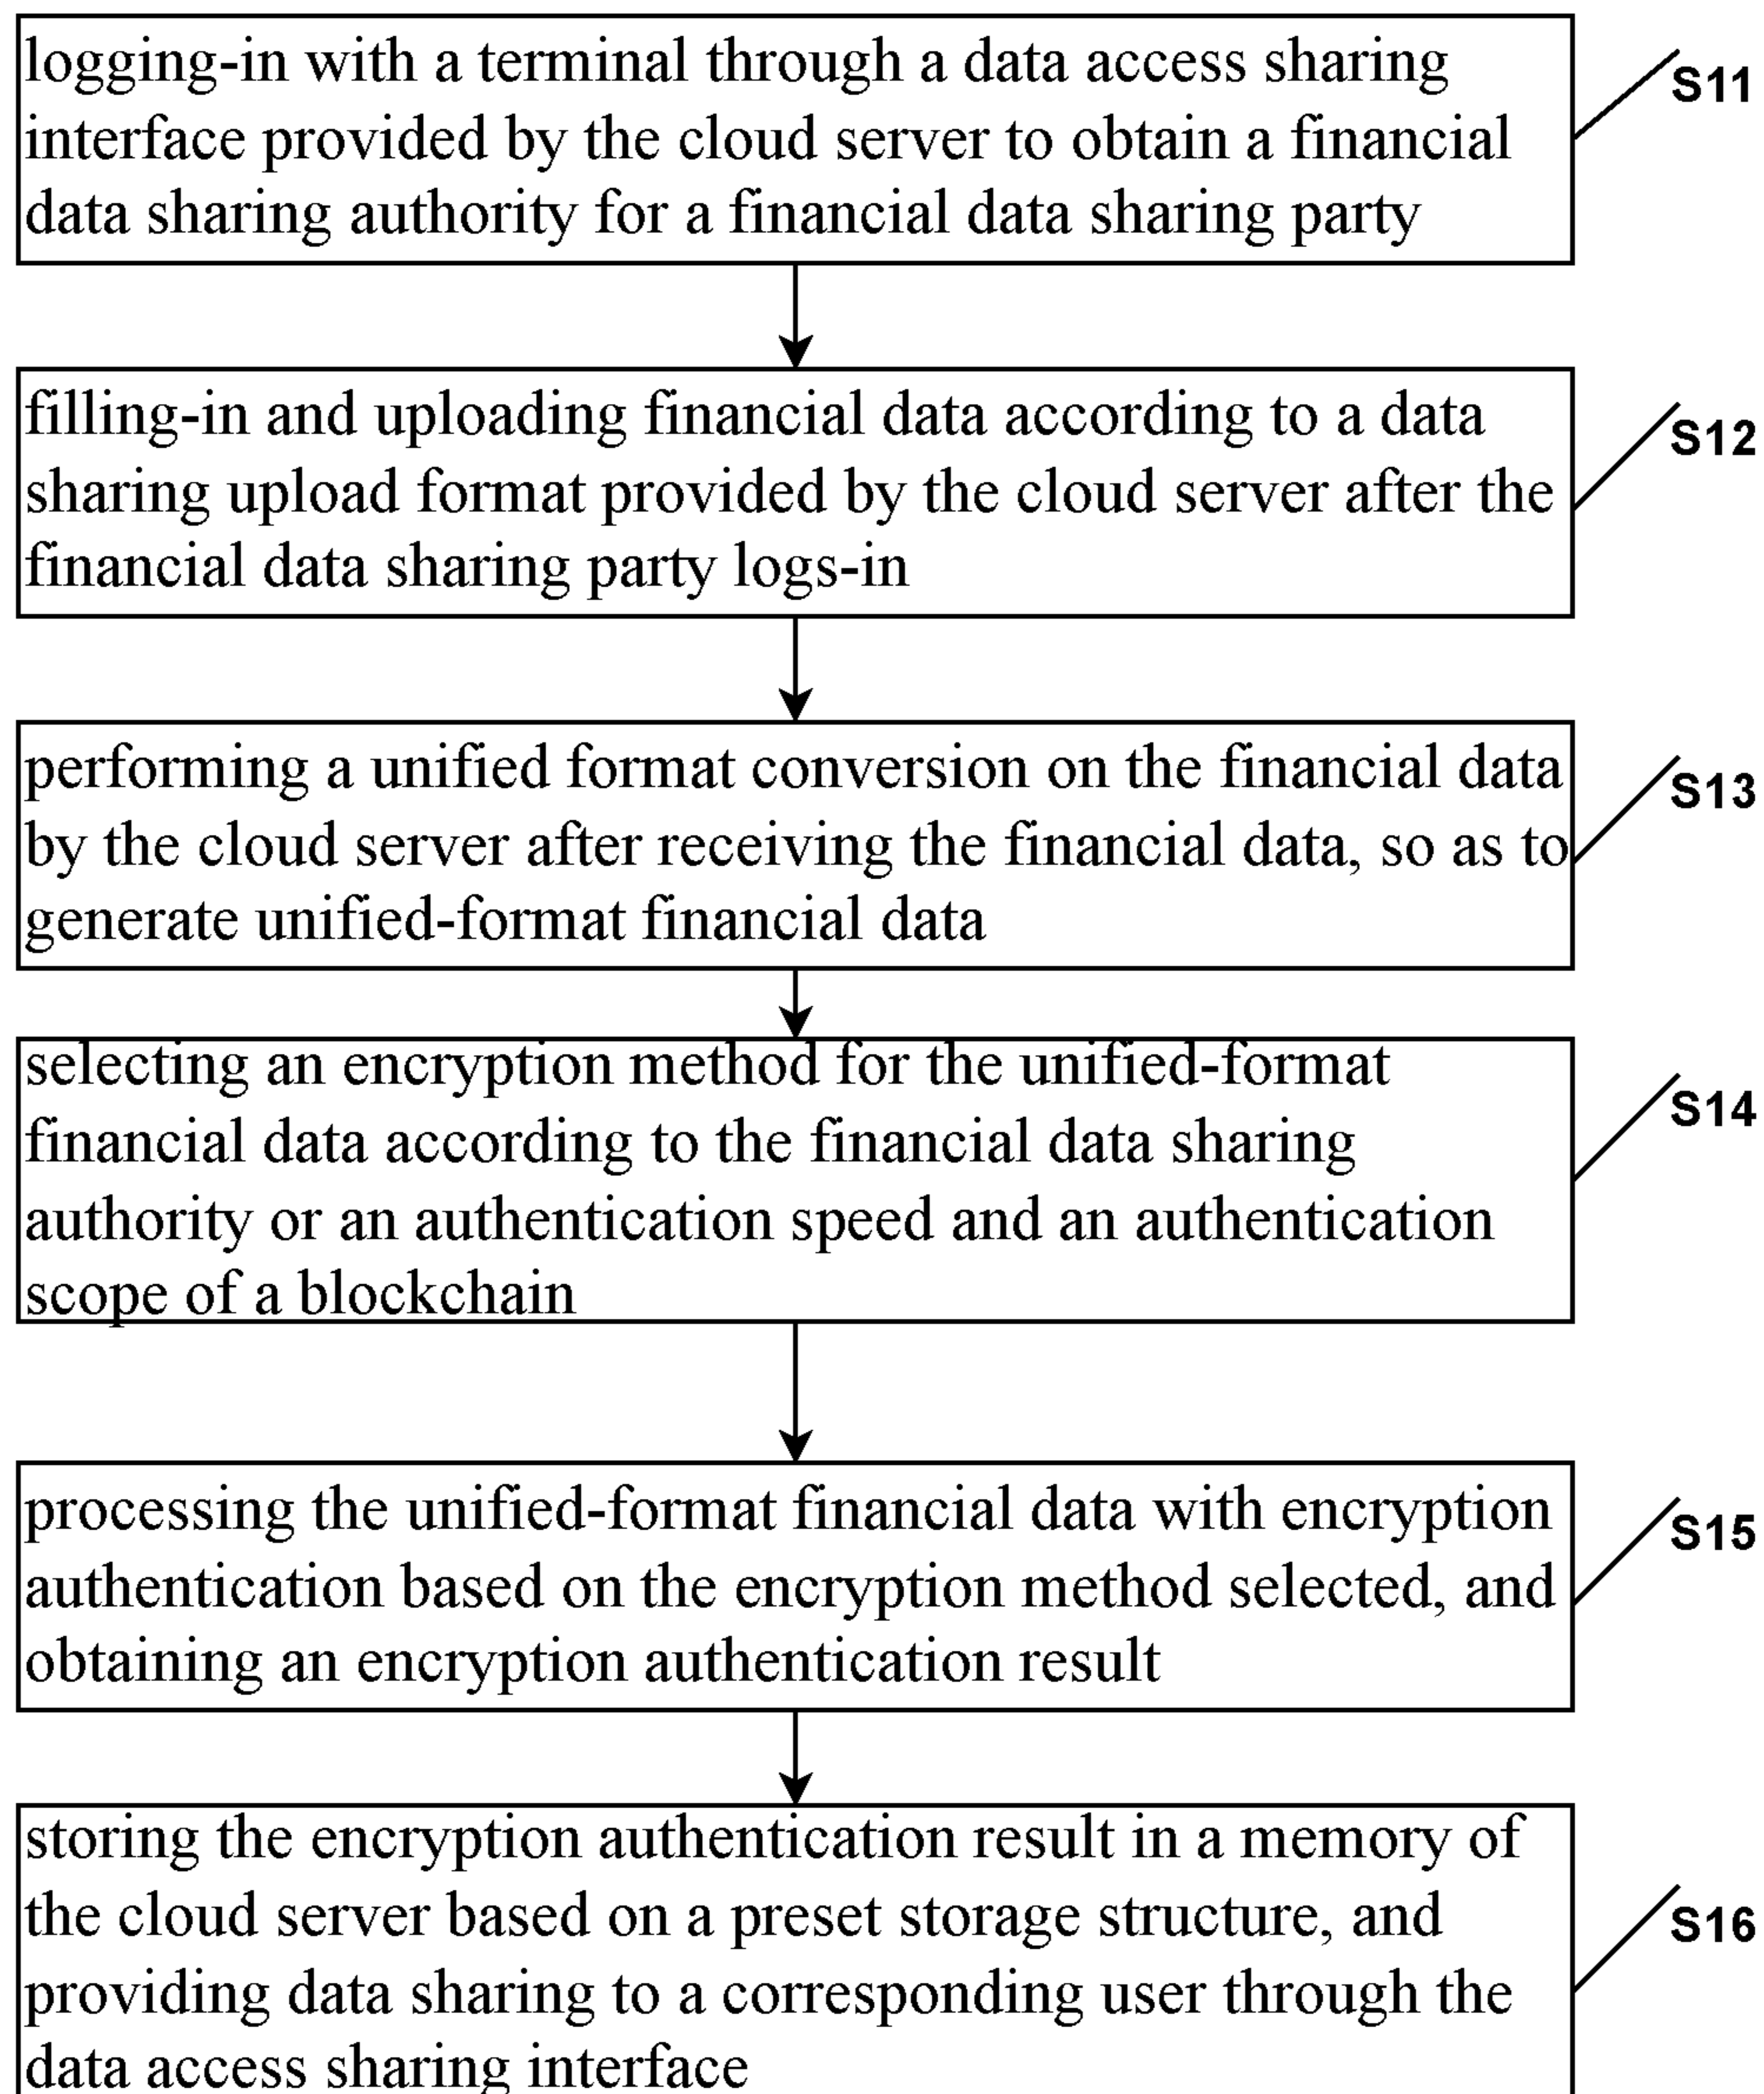 logging-in with a terminal through a data access sharing
interface provided by the cloud server to obtain a financial
data sharing authority for a financial data sharing party
S11
filling-in and uploading financial data according to a data
sharing upload format provided by the cloud server after the
financial data sharing party logs-in
S12
performing a unified format conversion on the financial data
by the cloud server after receiving the financial data, so as to
generate unified-format financial data
S13
selecting an encryption method for the unified-format
financial data according to the financial data sharing
authority or an authentication speed and an authentication
scope of a blockchain
S14
processing the unified-format financial data with encryption
authentication based on the encryption method selected, and
obtaining an encryption authentication result
S15
storing the encryption authentication result in a memory of
the cloud server based on a preset storage structure, and
providing data sharing to a corresponding user through the
data access sharing interface
S16